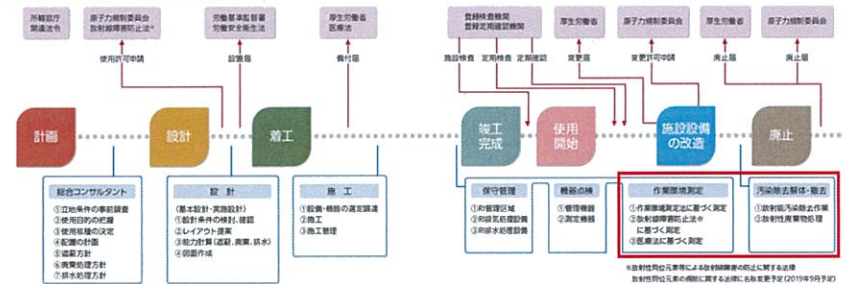 所轄官庁
関連法令
原子力規制委員会
放射線障害防止法※
労働基準監督署
労働安全衛生法
厚生労働省
医療法
登録検査機関
登録定期確認機関
厚生労働省
原子力規制委員会
厚生労働省
原子力規制委員会
使用許可申請
設置届
備付届
施設検査
定期検査
定期確認
変更届
変更許可申請
廃止届
廃止届
計画
設計
着工
竣工
完成
使用
開始
施設設備
の改造
廃止
総合コンサルタント
①立地条件の事前調査
②使用目的の把握
③使用核種の決定
④配置の計画
⑤遮蔽方針
⑥廃棄処理方針
⑦排水処理方針
設 計
(基本設計・実施設計)
①設計条件の検討、確認
②レイアウト提案
③能力計算(遮蔽、廃棄、排水)
④図面作成
施 工
①設備・機器の選定調達
②施工
③施工管理
保守管理
①RI管理区域
②RI排気処理設備
③RI排水処理設備
機器点検
①管理機器
②測定機器
作業環境測定
①作業環境測定法に基づく測定
②放射線障害防止法※
に基づく測定
③医療法に基づく測定
汚染除去解体・撤去
①放射能汚染除去作業
②放射性廃棄物処理
※放射性同位元素等による放射線障害の防止に関する法律
放射性同位元素の規制に関する法律に名称変更予定(2019年9月予定)